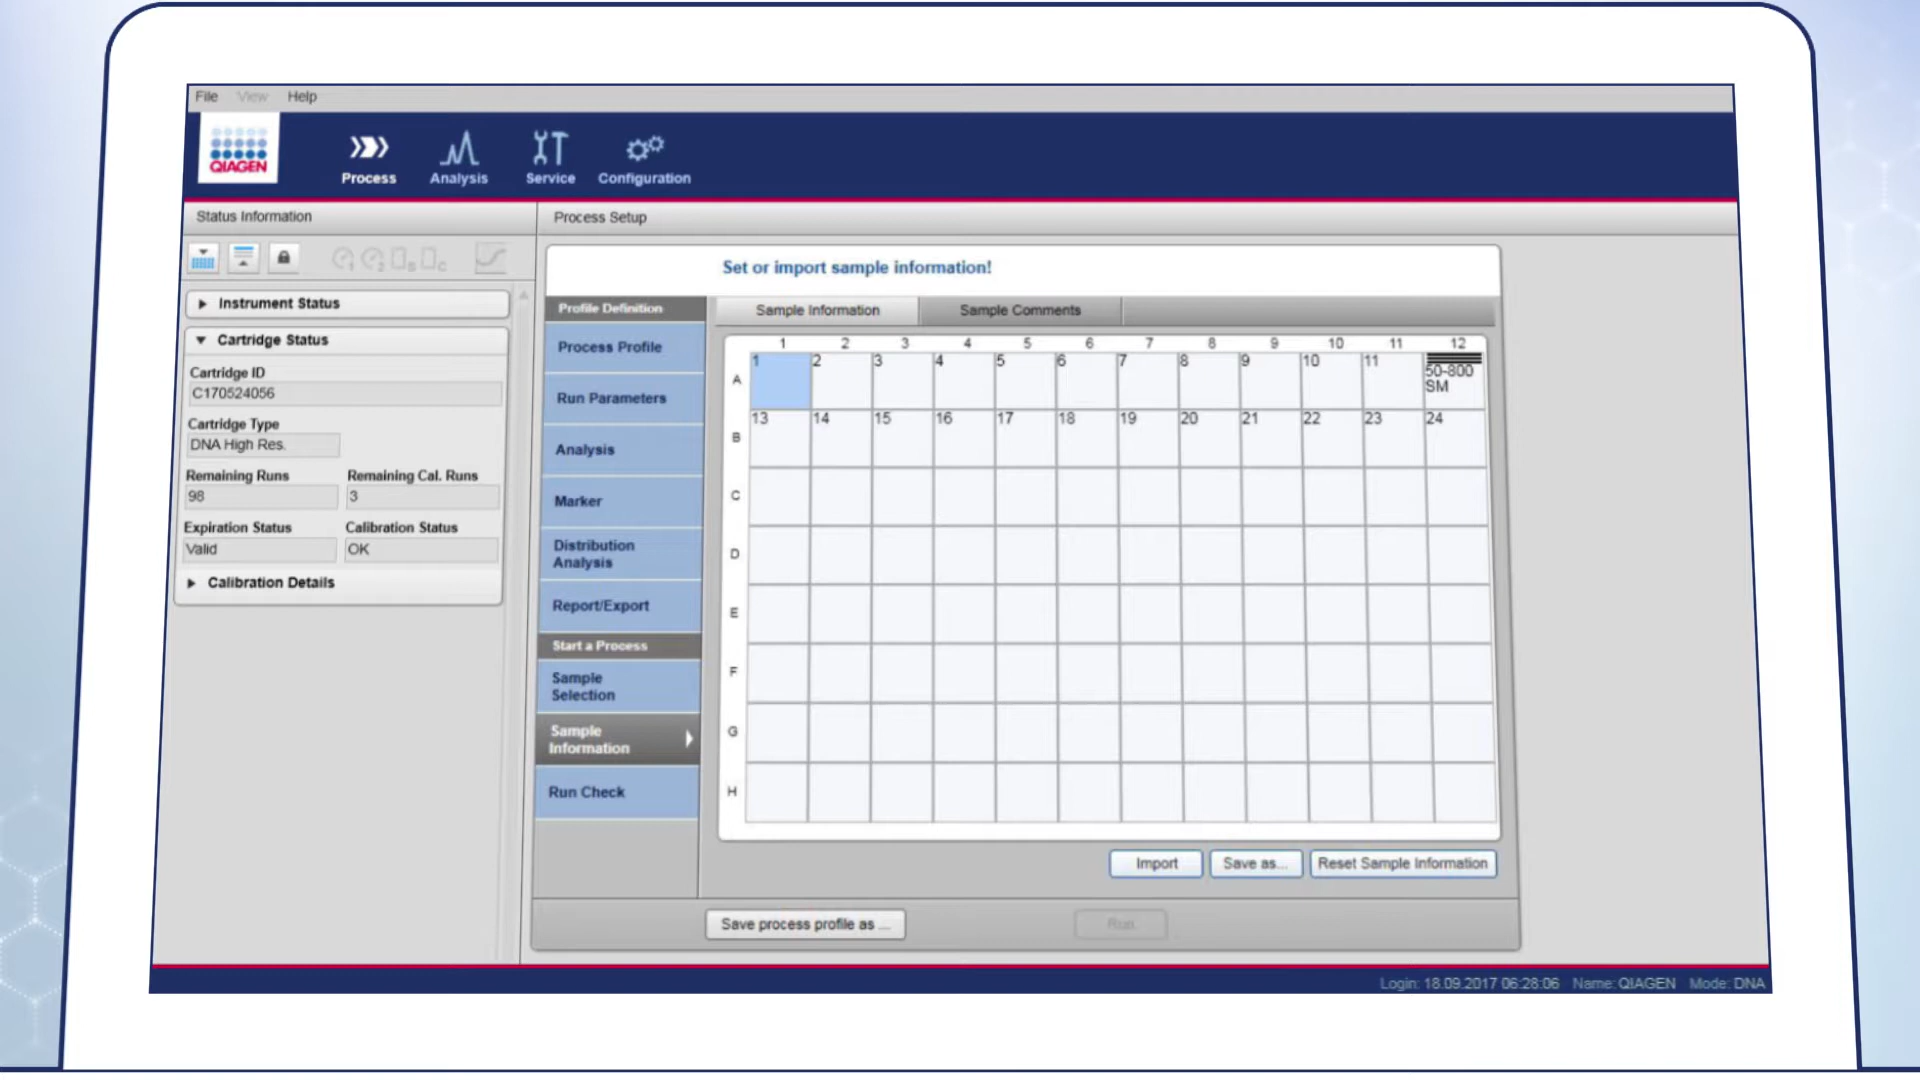 File View Help
QIAGEN
Process Analysis Service Configuration
Status Information
Process Setup
Instrument Status
Cartridge Status
Cartridge ID
C170524056
Cartridge Type
DNA High Res.
Remaining Runs Remaining Cal. Runs
98 3
Expiration Status Calibration Status
Valid OK
Calibration Details
Set or import sample information!
Profile Definition
Process Profile
Run Parameters
Analysis
Marker
Distribution
Analysis
Report/Export
Start a Process
Sample
Selection
Sample
Information
Run Check
Sample Information Sample Comments
1 2 3 4 5 6 7 8 9 10 11 12
A 1 2 3 4 5 6 7 8 9 10 11 50-800
SM
B 13 14 15 16 17 18 19 20 21 22 23 24
C
D
E
F
G
H
Import Save as... Reset Sample Information
Save process profile as ... Run
Login: 18.09.2017 06:28:06 Name: QIAGEN Mode: DNA